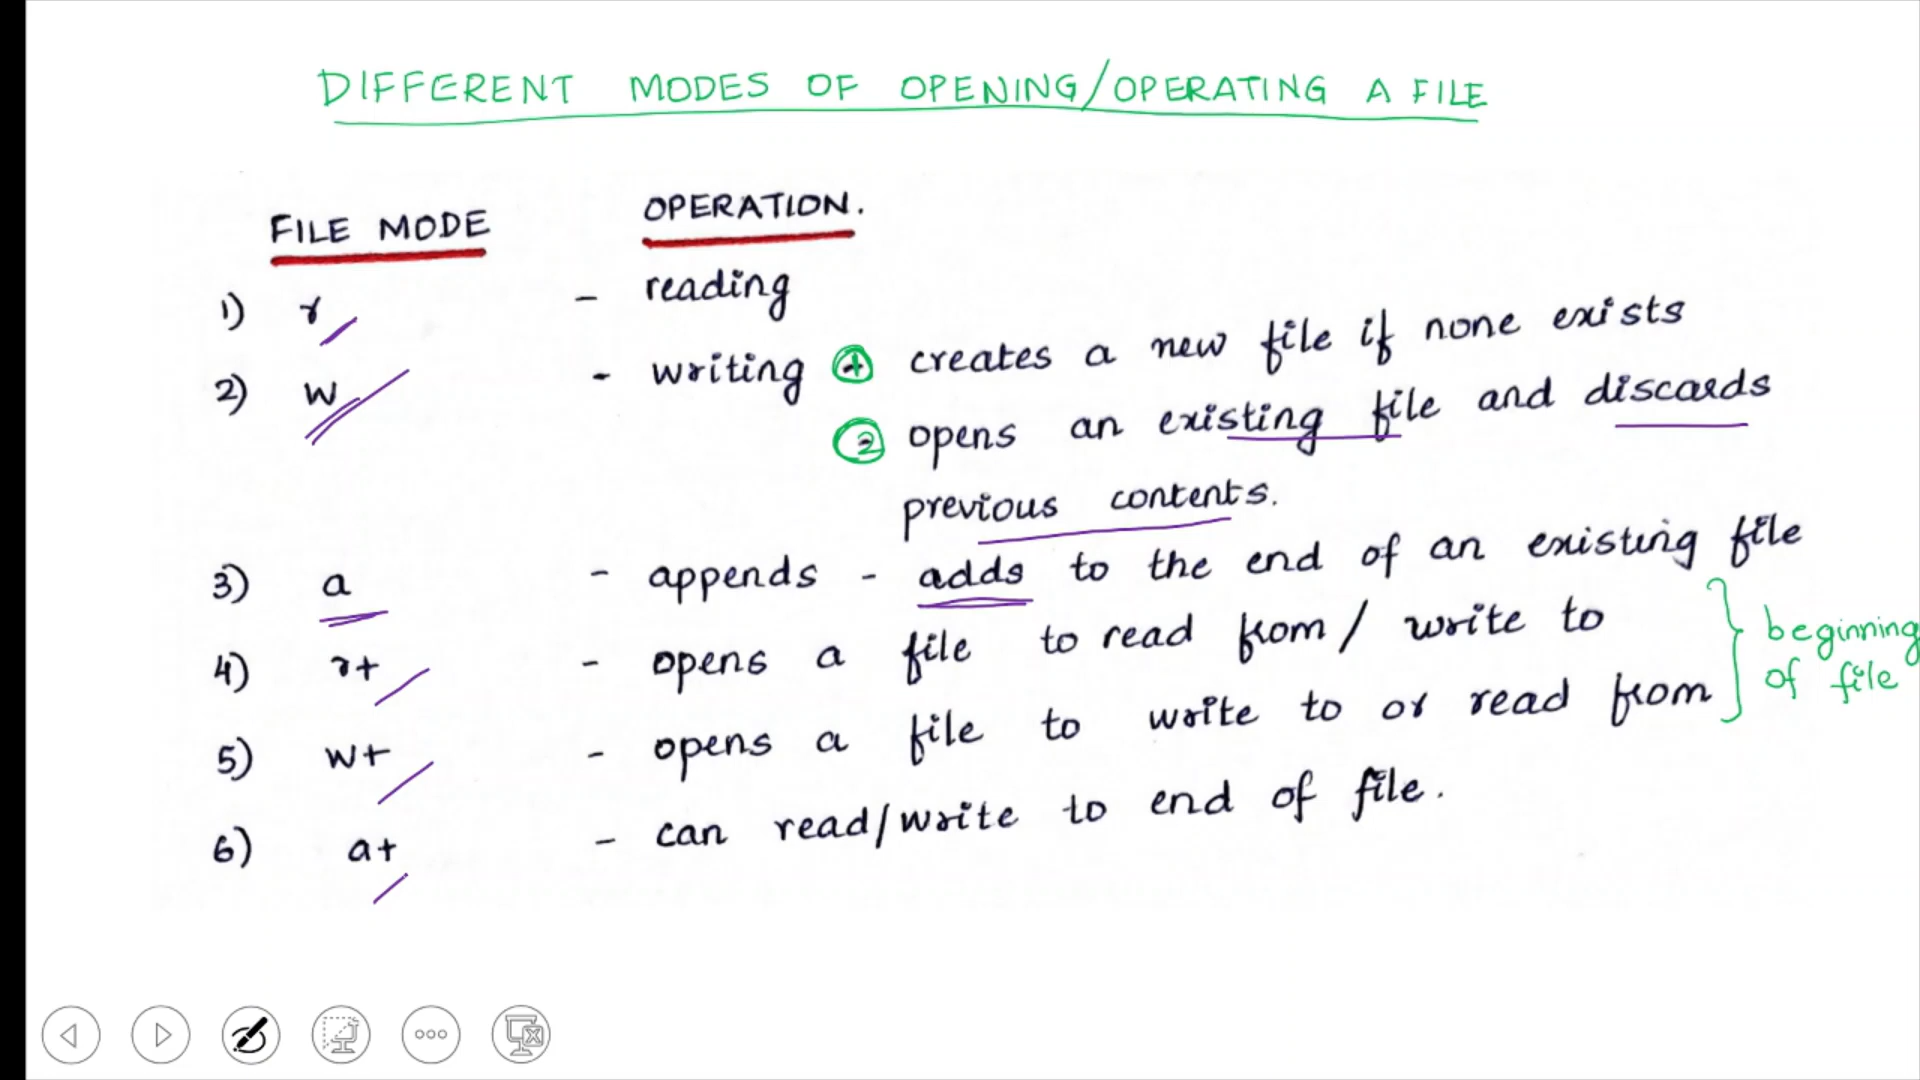 DIFFERENT MODES OF OPENING/OPERATING A FILE
FILE MODE OPERATION.
1) r - reading
2) w - writing 1 creates a new file if none exists
2 opens an existing file and discards
previous contents.
3) a - appends - adds to the end of an existing file
4) r+ - opens a file to read from / write to
5) w+ - opens a file to write to or read from
beginning
of file
6) a+ - can read/write to end of file.